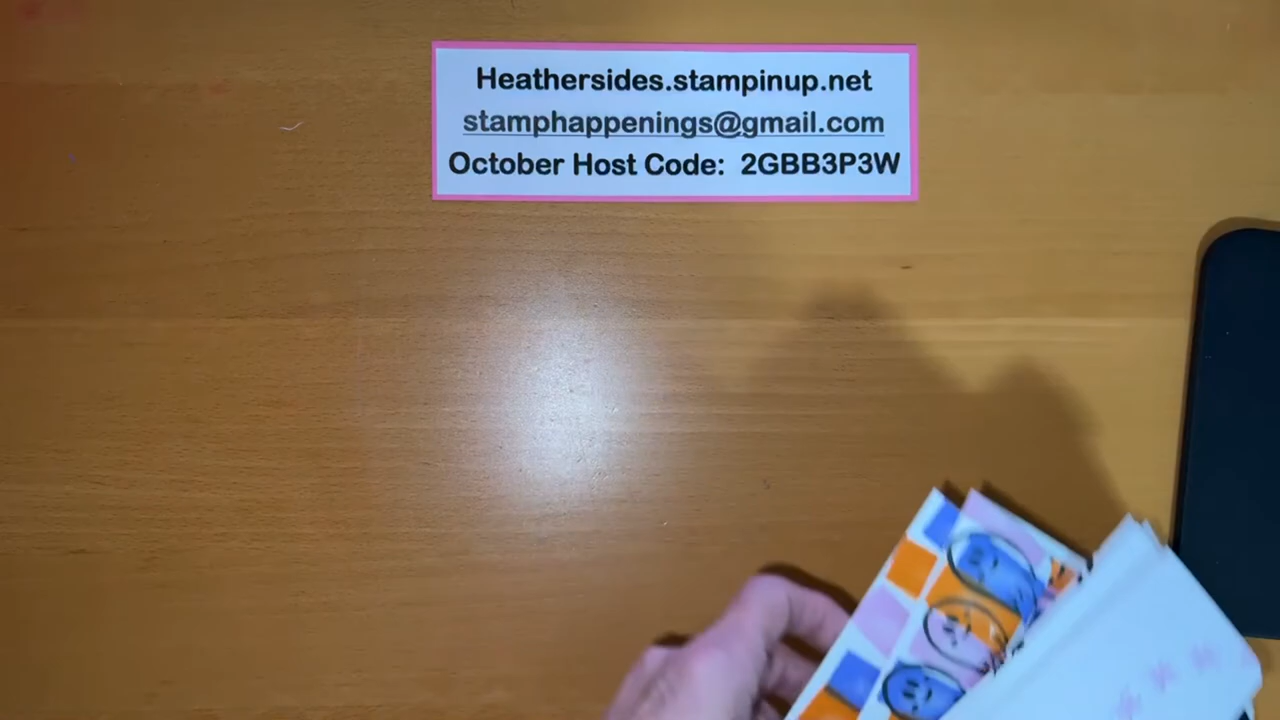 Heathersides.stampinup.net
stamphappenings@gmail.com
October Host Code: 2GBB3P3W